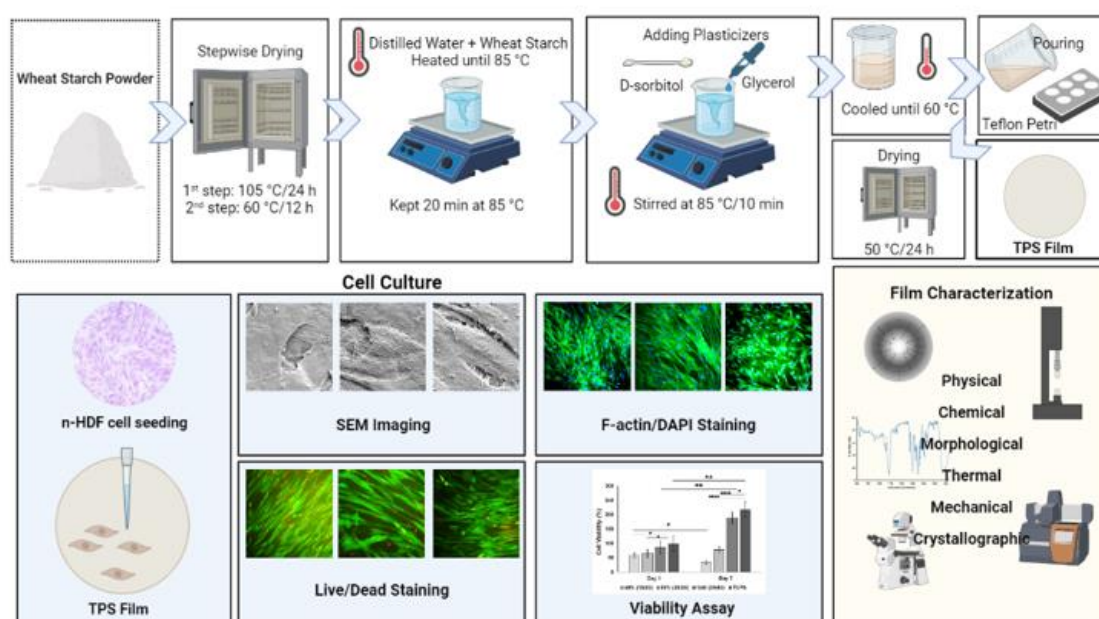 Wheat Starch Powder
Stepwise Drying
1st step: 105 °C/24 h
2nd step: 60 °C/12 h
Distilled Water + Wheat Starch
Heated until 85 °C
Kept 20 min at 85 °C
Adding Plasticizers
D-sorbitol
Glycerol
Stirred at 85 °C/10 min
Cooled until 60 °C
Pouring
Teflon Petri
Drying
50 °C/24 h
TPS Film
Cell Culture
n-HDF cell seeding
TPS Film
SEM Imaging
F-actin/DAPI Staining
Live/Dead Staining
Cell Viability (%)
Day 1
Day 7
Viability Assay
Film Characterization
Physical
Chemical
Morphological
Thermal
Mechanical
Crystallographic